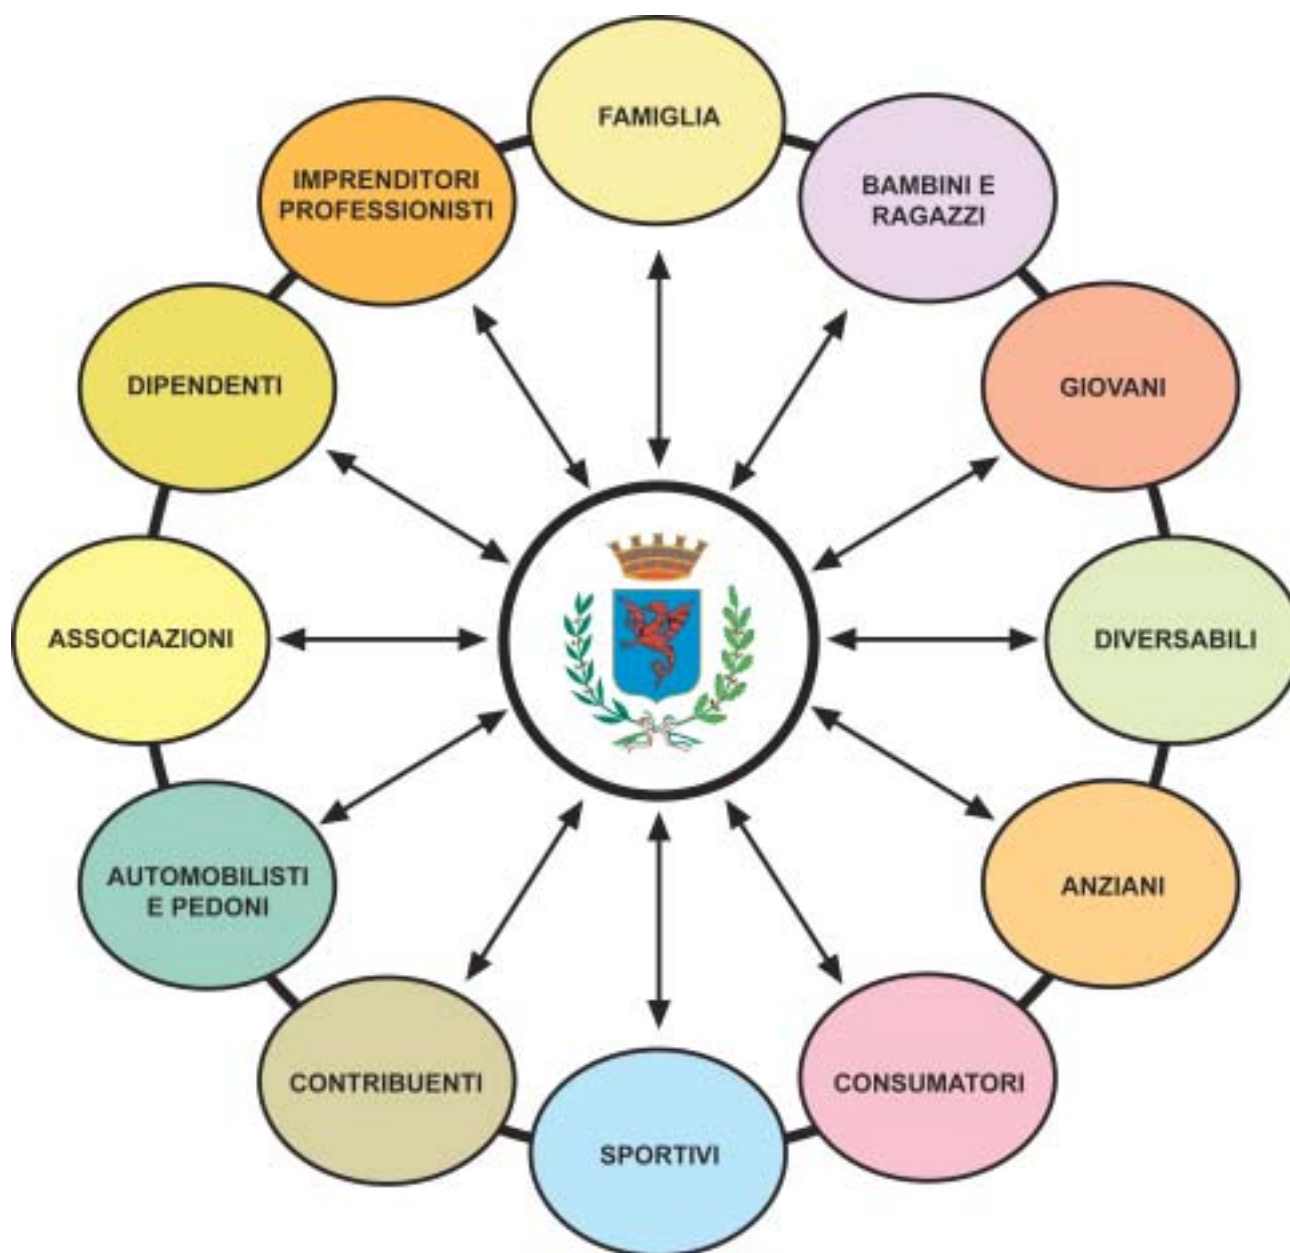 FAMIGLIA
BAMBINI E
RAGAZZI
GIOVANI
DIVERSABILI
ANZIANI
CONSUMATORI
SPORTIVI
CONTRIBUENTI
AUTOMOBILISTI
E PEDONI
ASSOCIAZIONI
DIPENDENTI
IMPRENDITORI
PROFESSIONISTI